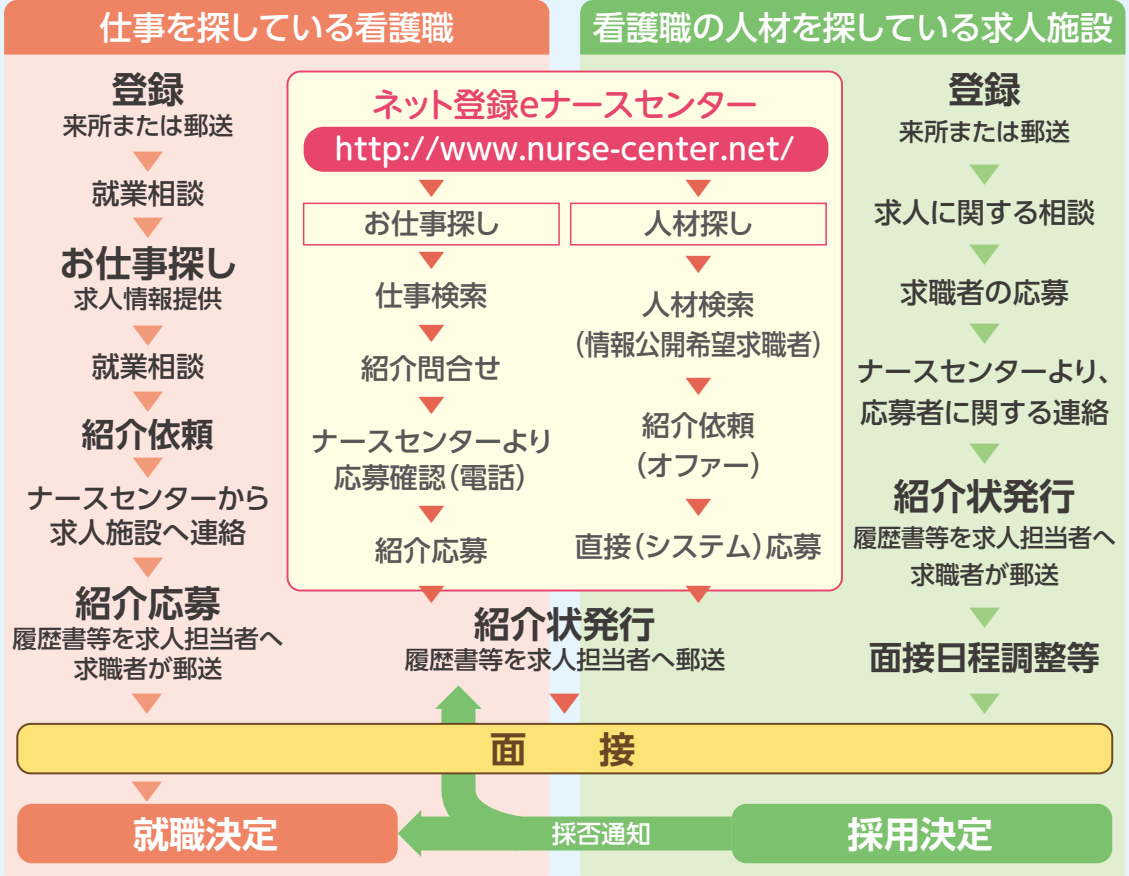 仕事を探している看護職
登録
来所または郵送
就業相談
お仕事探し
求人情報提供
就業相談
紹介依頼
ナースセンターから
求人施設へ連絡
紹介応募
履歴書等を求人担当者へ
求職者が郵送
ネット登録eナースセンター
http://www.nurse-center.net/
お仕事探し
仕事検索
紹介問合せ
ナースセンターより
応募確認（電話）
紹介応募
人材探し
人材検索
（情報公開希望求職者）
紹介依頼
（オファー）
直接（システム）応募
紹介状発行
履歴書等を求人担当者へ郵送
看護職の人材を探している求人施設
登録
来所または郵送
求人に関する相談
求職者の応募
ナースセンターより、
応募者に関する連絡
紹介状発行
履歴書等を求人担当者へ
求職者が郵送
面接日程調整等
面　接
就職決定
採否通知
採用決定